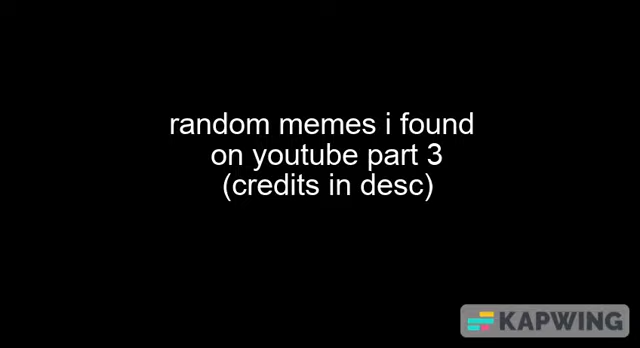 random memes i found
on youtube part 3
(credits in desc)
KAPWING